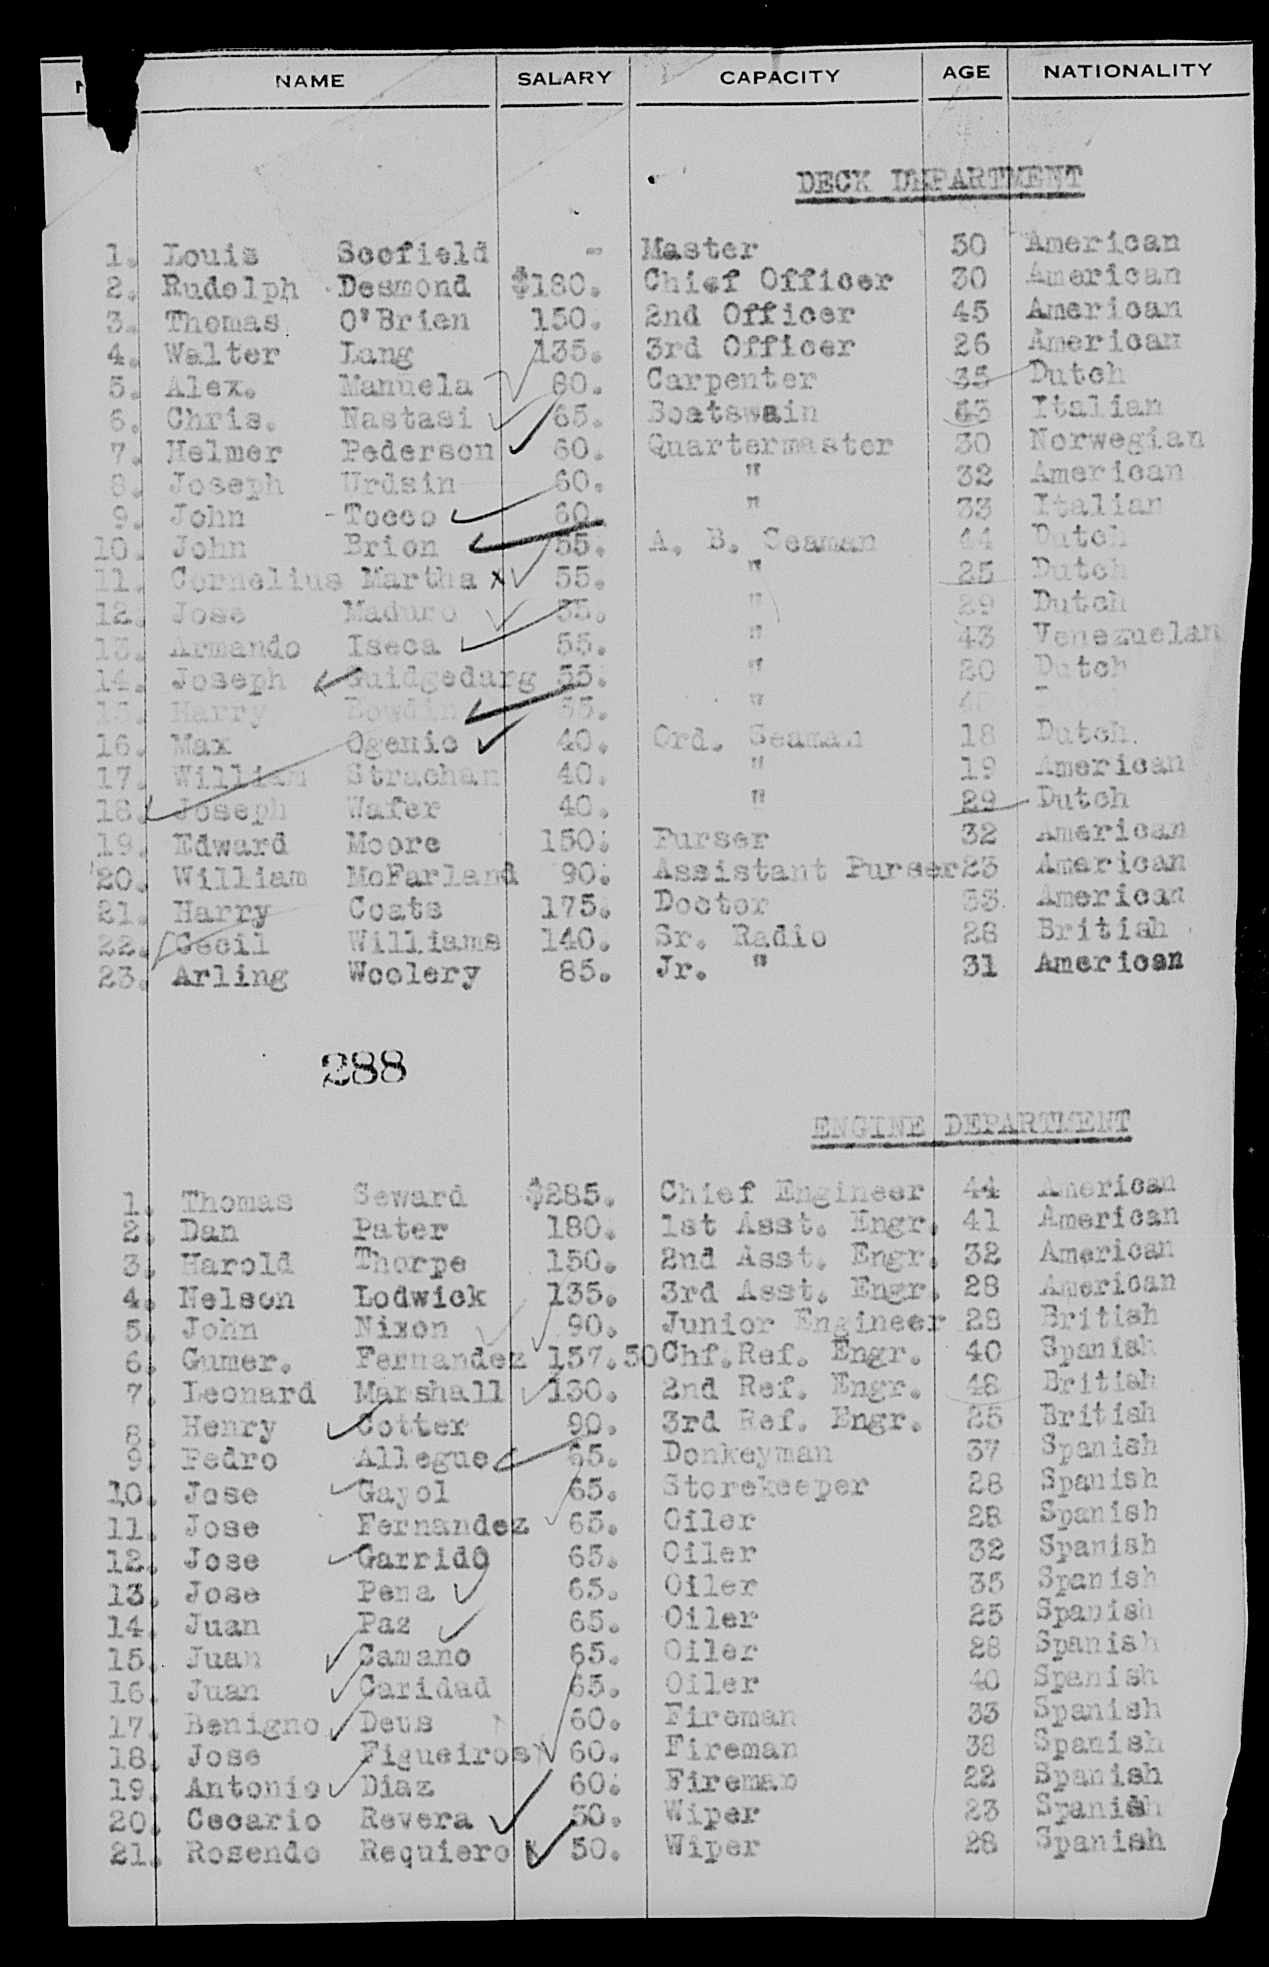 NAME SALARY CAPACITY AGE NATIONALITY
DECK DEPARTMENT
1. Louis Scofield - Master 50 American
2. Rudolph Desmond $180. Chief Officer 30 American
3. Thomas O'Brien 150. 2nd Officer 45 American
4. Walter Lang 135. 3rd Officer 26 American
5. Alex. Manuela 80. Carpenter 35 Dutch
6. Chris. Nastasi 65. Boatswain 43 Italian
7. Helmer Pederson 60. Quartermaster 30 Norwegian
8. Joseph Urdsin 60. " 32 American
9. John Tocco 60. " 33 Italian
10. John Brion 55. A. B. Seaman 44 Dutch
11. Cornelius Martha x 55. " 25 Dutch
12. Jose Maduro 55. " 29 Dutch
13. Armando Iseca 55. " 43 Venezuelan
14. Joseph Guidgedarg 55. " 20 Dutch
15. Harry Bowdin 55. "
16. Max Ogenio 40. Ord. Seaman 18 Dutch.
17. William Strachan 40. " 19 American
18. Joseph Wafer 40. " 29 Dutch
19. Edward Moore 150. Purser 32 American
20. William McFarland 90. Assistant Purser 23 American
21. Harry Coats 175. Doctor 33 American
22. Cecil Williams 140. Sr. Radio 28 British
23. Arling Woolery 85. Jr. " 31 American
288
ENGINE DEPARTMENT
1. Thomas Seward $285. Chief Engineer 44 American
2. Dan Pater 180. 1st Asst. Engr. 41 American
3. Harold Thorpe 150. 2nd Asst. Engr. 32 American
4. Nelson Lodwick 135. 3rd Asst. Engr. 28 American
5. John Nixon 90. Junior Engineer 28 British
6. Gumer. Fernandez 157.50 Chf. Ref. Engr. 40 Spanish
7. Leonard Marshall 130. 2nd Ref. Engr. 48 British
8. Henry Cotter 90. 3rd Ref. Engr. 25 British
9. Pedro Allegue 65. Donkeyman 37 Spanish
10. Jose Gayol 65. Storekeeper 28 Spanish
11. Jose Fernandez 65. Oiler 28 Spanish
12. Jose Garrido 65. Oiler 32 Spanish
13. Jose Pena 65. Oiler 35 Spanish
14. Juan Paz 65. Oiler 25 Spanish
15. Juan Camano 65. Oiler 28 Spanish
16. Juan Caridad 65. Oiler 40 Spanish
17. Benigno Deus 60. Fireman 33 Spanish
18. Jose Figueiros 60. Fireman 38 Spanish
19. Antonio Diaz 60. Fireman 22 Spanish
20. Cecario Revera 50. Wiper 23 Spanish
21. Rosendo Requiero 50. Wiper 28 Spanish